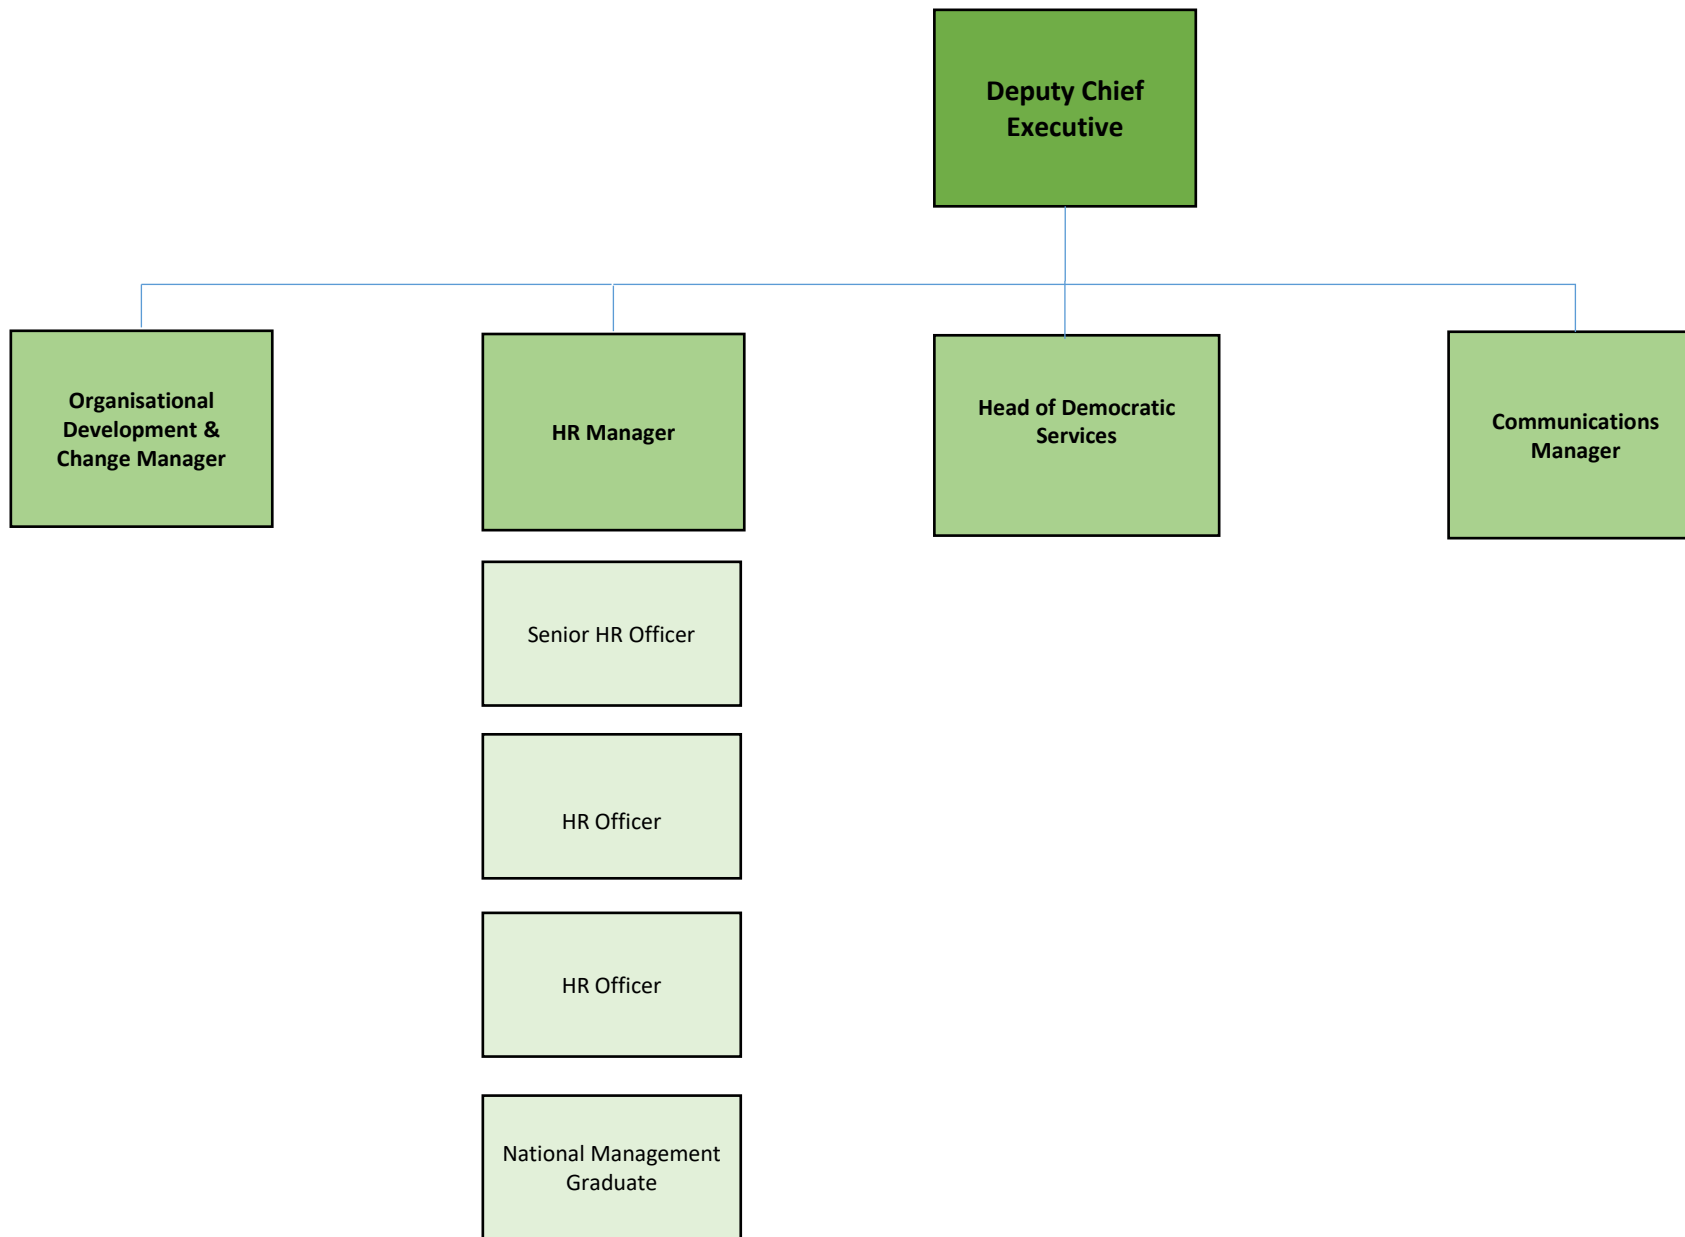 Deputy Chief
Executive
Organisational
Development &
Change Manager
HR Manager
Head of Democratic
Services
Communications
Manager
Senior HR Officer
HR Officer
HR Officer
National Management
Graduate